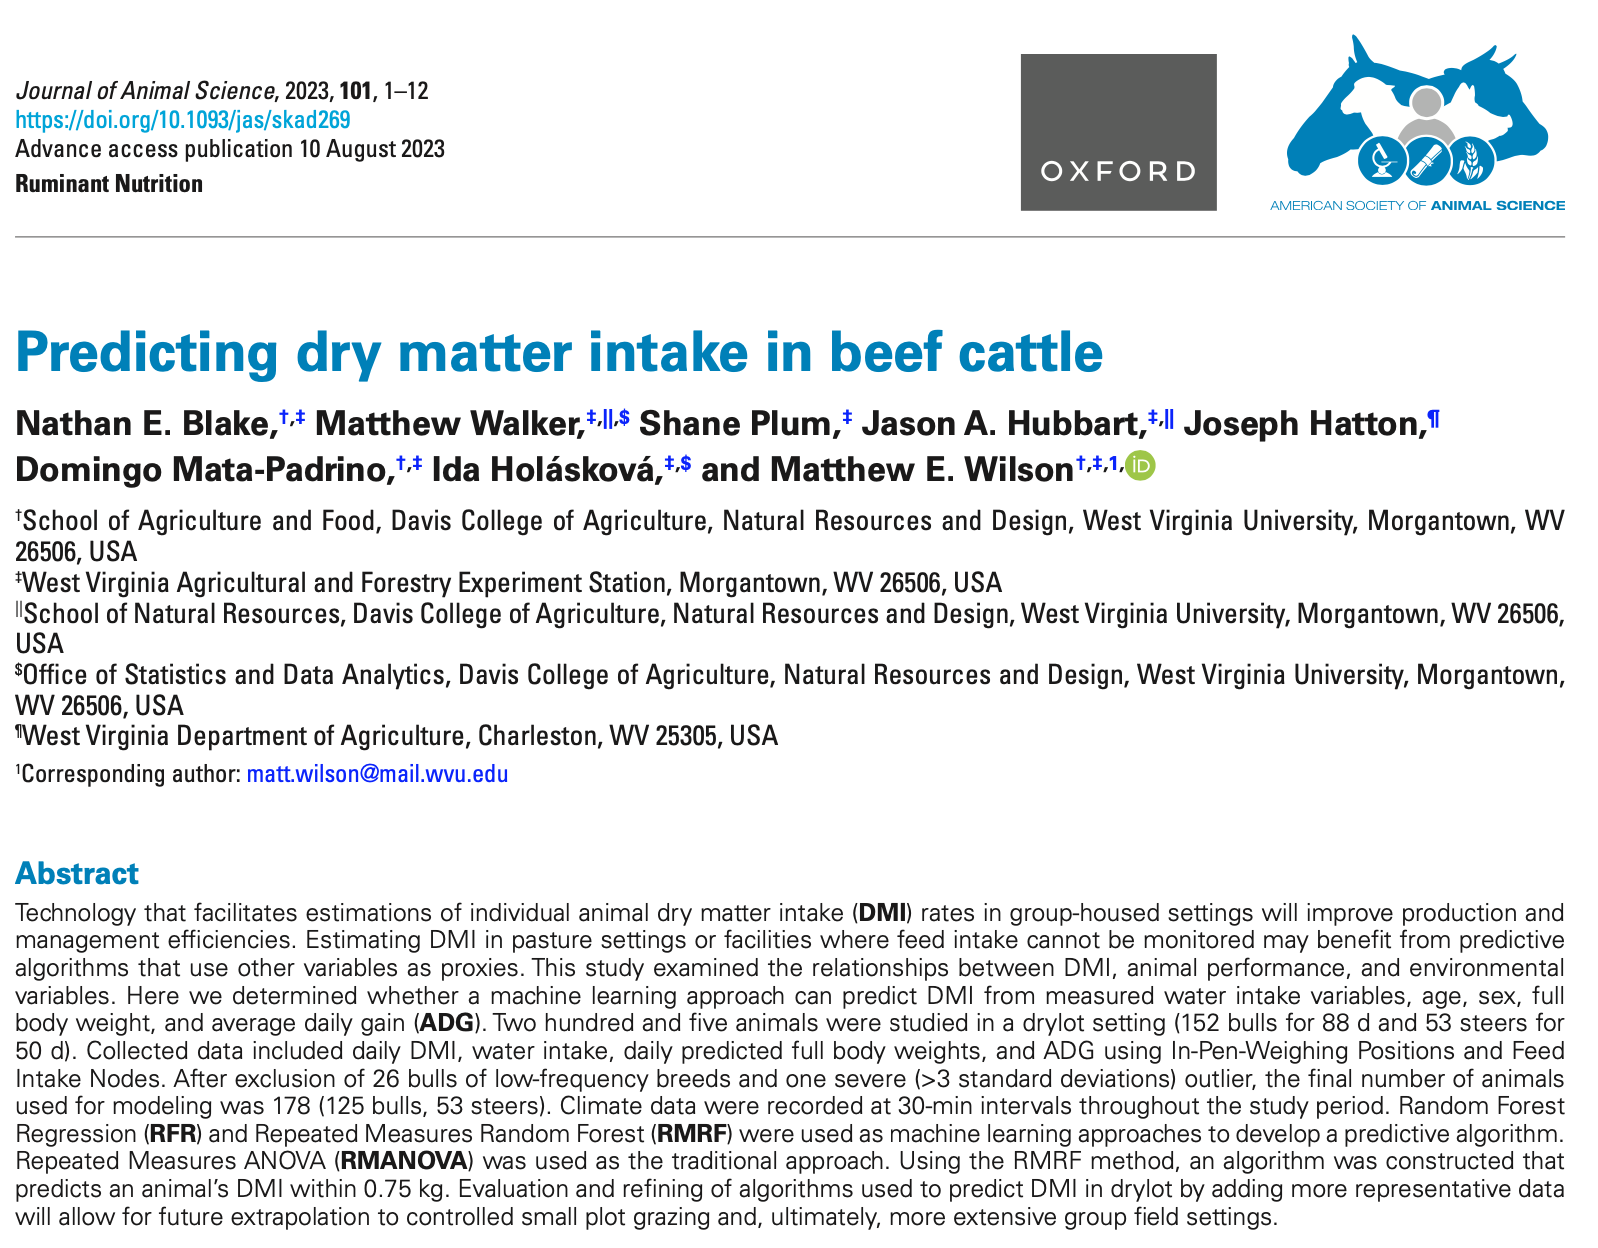 Journal of Animal Science, 2023, 101, 1–12
https://doi.org/10.1093/jas/skad269
Advance access publication 10 August 2023
Ruminant Nutrition
OXFORD
AMERICAN SOCIETY OF ANIMAL SCIENCE
Predicting dry matter intake in beef cattle
Nathan E. Blake,†,‡ Matthew Walker,‡,||,$ Shane Plum,‡ Jason A. Hubbart,‡,|| Joseph Hatton,¶
Domingo Mata-Padrino,†,‡ Ida Holásková,‡,$ and Matthew E. Wilson†,‡,1, iD
†School of Agriculture and Food, Davis College of Agriculture, Natural Resources and Design, West Virginia University, Morgantown, WV
26506, USA
‡West Virginia Agricultural and Forestry Experiment Station, Morgantown, WV 26506, USA
||School of Natural Resources, Davis College of Agriculture, Natural Resources and Design, West Virginia University, Morgantown, WV 26506,
USA
$Office of Statistics and Data Analytics, Davis College of Agriculture, Natural Resources and Design, West Virginia University, Morgantown,
WV 26506, USA
¶West Virginia Department of Agriculture, Charleston, WV 25305, USA
1Corresponding author: matt.wilson@mail.wvu.edu
Abstract
Technology that facilitates estimations of individual animal dry matter intake (DMI) rates in group-housed settings will improve production and
management efficiencies. Estimating DMI in pasture settings or facilities where feed intake cannot be monitored may benefit from predictive
algorithms that use other variables as proxies. This study examined the relationships between DMI, animal performance, and environmental
variables. Here we determined whether a machine learning approach can predict DMI from measured water intake variables, age, sex, full
body weight, and average daily gain (ADG). Two hundred and five animals were studied in a drylot setting (152 bulls for 88 d and 53 steers for
50 d). Collected data included daily DMI, water intake, daily predicted full body weights, and ADG using In-Pen-Weighing Positions and Feed
Intake Nodes. After exclusion of 26 bulls of low-frequency breeds and one severe (>3 standard deviations) outlier, the final number of animals
used for modeling was 178 (125 bulls, 53 steers). Climate data were recorded at 30-min intervals throughout the study period. Random Forest
Regression (RFR) and Repeated Measures Random Forest (RMRF) were used as machine learning approaches to develop a predictive algorithm.
Repeated Measures ANOVA (RMANOVA) was used as the traditional approach. Using the RMRF method, an algorithm was constructed that
predicts an animal's DMI within 0.75 kg. Evaluation and refining of algorithms used to predict DMI in drylot by adding more representative data
will allow for future extrapolation to controlled small plot grazing and, ultimately, more extensive group field settings.